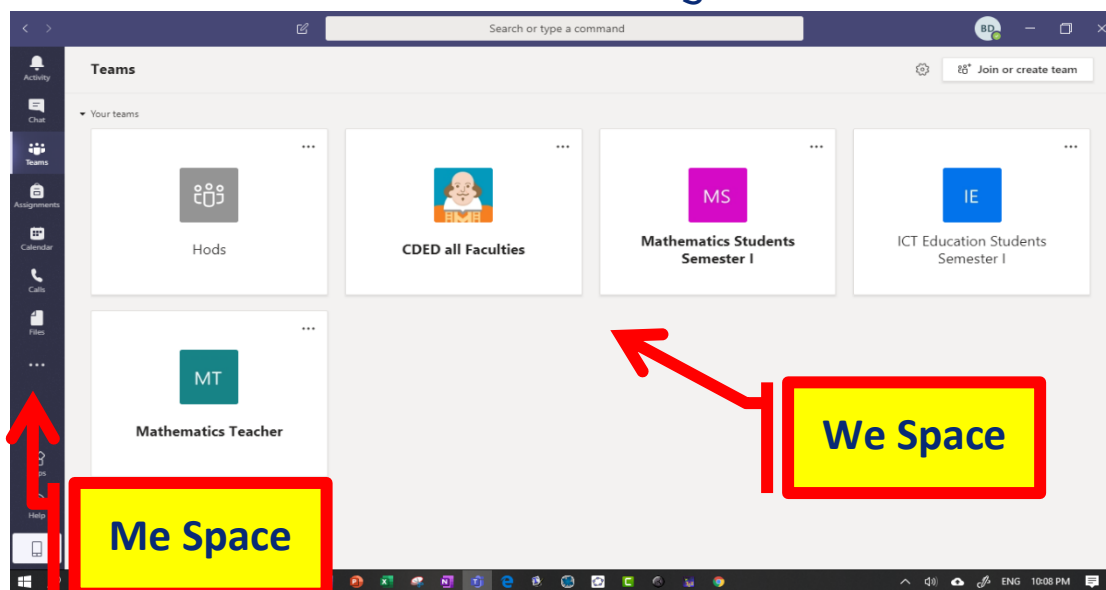 Search or type a command
BD
Activity
Teams
Join or create team
Chat
Your teams
Teams
Assignments
MS
IE
Calendar
Hods
CDED all Faculties
Mathematics Students
Semester I
ICT Education Students
Semester I
Calls
Files
MT
Mathematics Teacher
We Space
Help
Me Space
ENG
10:08 PM